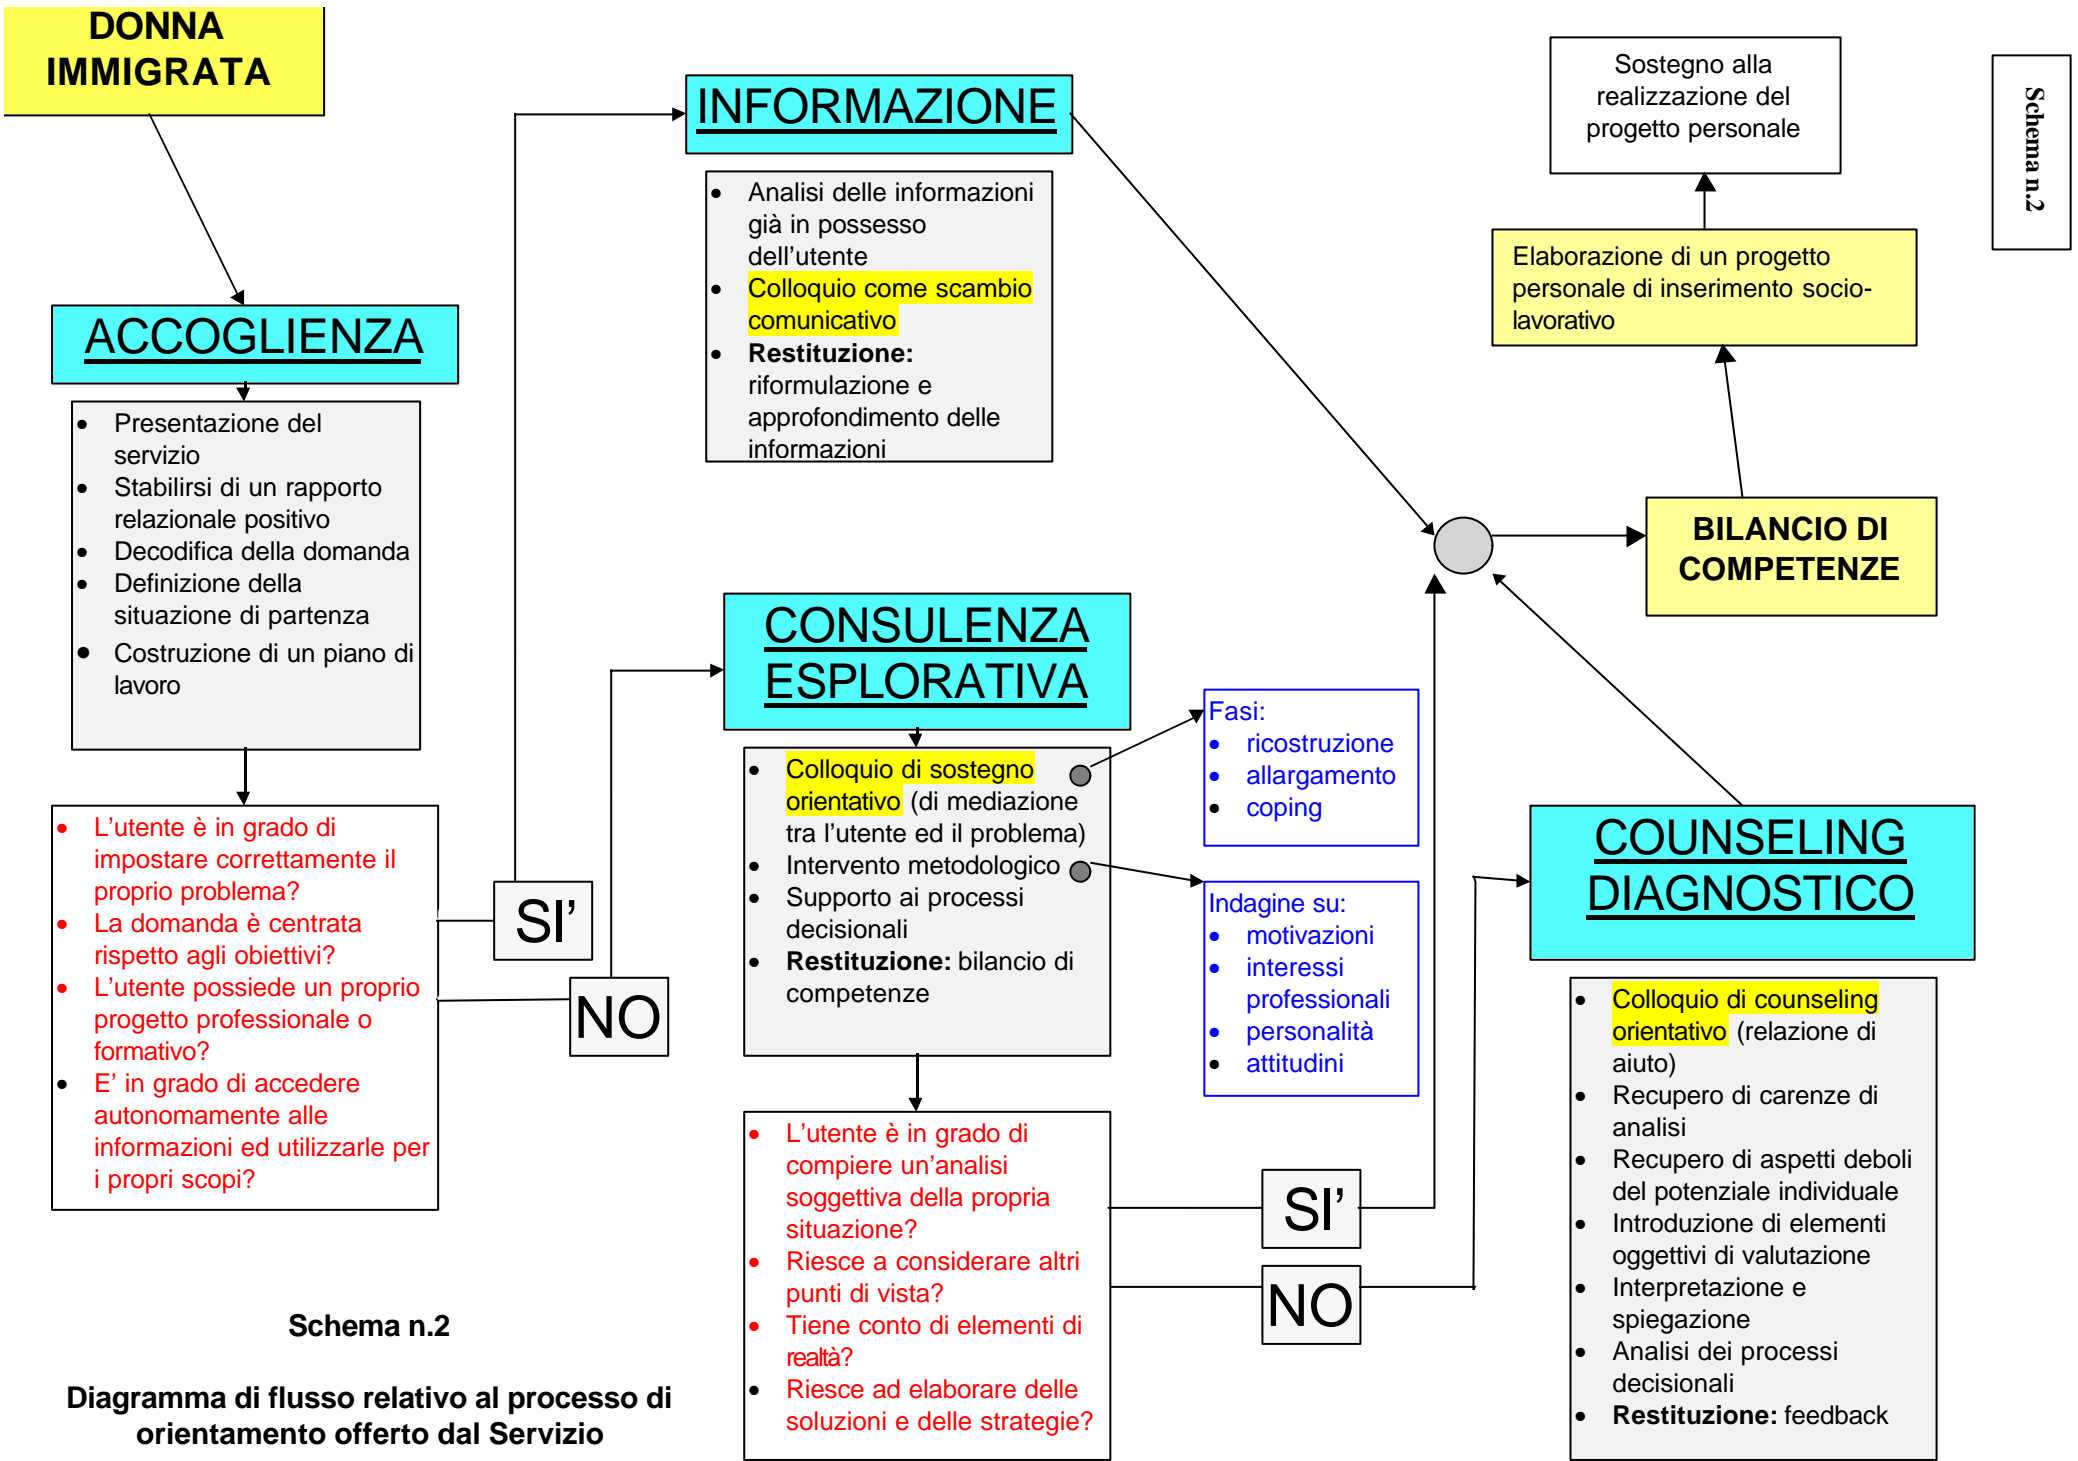 DONNA
IMMIGRATA
ACCOGLIENZA
• Presentazione del
servizio
• Stabilirsi di un rapporto
relazionale positivo
• Decodifica della domanda
• Definizione della
situazione di partenza
• Costruzione di un piano di
lavoro
• L’utente è in grado di
impostare correttamente il
proprio problema?
• La domanda è centrata
rispetto agli obiettivi?
• L’utente possiede un proprio
progetto professionale o
formativo?
• E’ in grado di accedere
autonomamente alle
informazioni ed utilizzarle per
i propri scopi?
SI’
NO
INFORMAZIONE
• Analisi delle informazioni
già in possesso
dell’utente
• Colloquio come scambio
comunicativo
• Restituzione:
riformulazione e
approfondimento delle
informazioni
CONSULENZA
ESPLORATIVA
• Colloquio di sostegno
orientativo (di mediazione
tra l’utente ed il problema)
• Intervento metodologico
• Supporto ai processi
decisionali
• Restituzione: bilancio di
competenze
Fasi:
• ricostruzione
• allargamento
• coping
Indagine su:
• motivazioni
• interessi
professionali
• personalità
• attitudini
• L’utente è in grado di
compiere un’analisi
soggettiva della propria
situazione?
• Riesce a considerare altri
punti di vista?
• Tiene conto di elementi di
realtà?
• Riesce ad elaborare delle
soluzioni e delle strategie?
SI’
NO
COUNSELING
DIAGNOSTICO
• Colloquio di counseling
orientativo (relazione di
aiuto)
• Recupero di carenze di
analisi
• Recupero di aspetti deboli
del potenziale individuale
• Introduzione di elementi
oggettivi di valutazione
• Interpretazione e
spiegazione
• Analisi dei processi
decisionali
• Restituzione: feedback
BILANCIO DI
COMPETENZE
Elaborazione di un progetto
personale di inserimento socio-
lavorativo
Sostegno alla
realizzazione del
progetto personale
Schema n.2
Schema n.2
Diagramma di flusso relativo al processo di
orientamento offerto dal Servizio